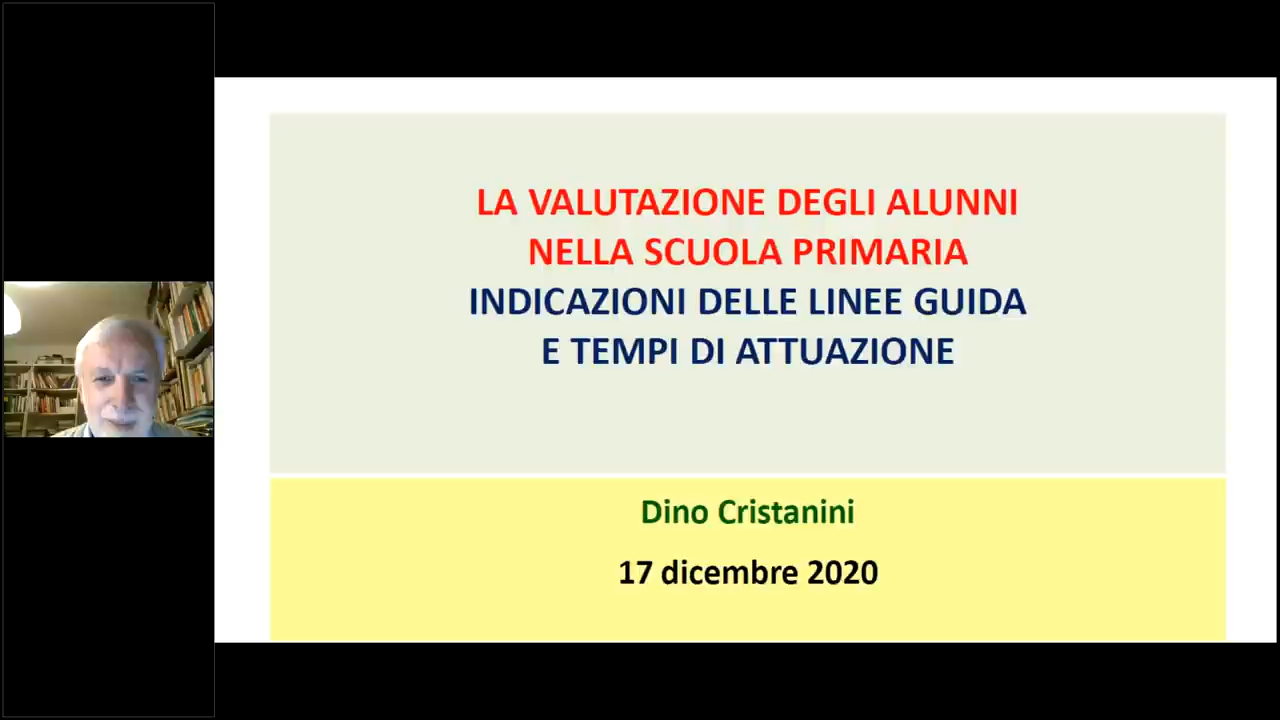 LA VALUTAZIONE DEGLI ALUNNI
NELLA SCUOLA PRIMARIA
INDICAZIONI DELLE LINEE GUIDA
E TEMPI DI ATTUAZIONE
Dino Cristanini
17 dicembre 2020